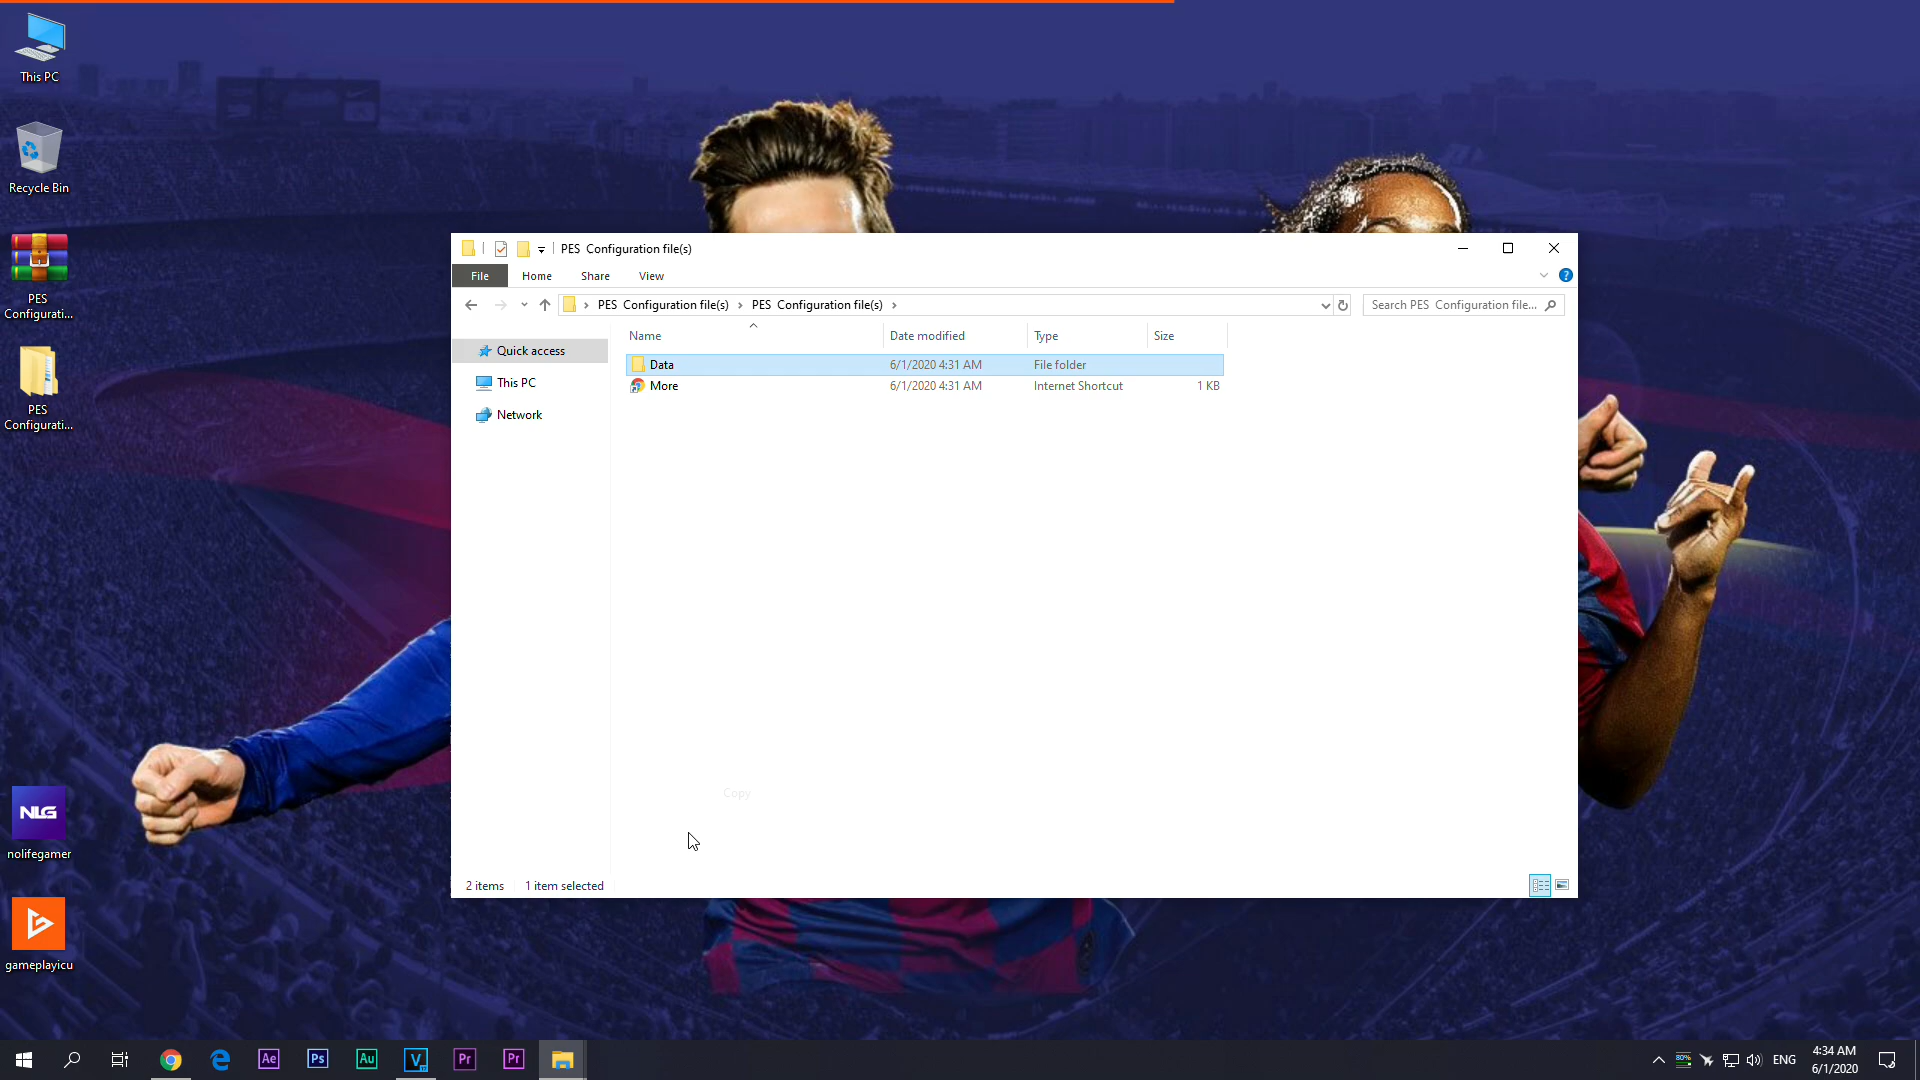 This PC
Recycle Bin
PES
Configurati...
PES
Configurati...
NLG
nolifegamer
gameplayicu
PES Configuration file(s)
File Home Share View
PES Configuration file(s) PES Configuration file(s)
Search PES Configuration file...
Quick access
This PC
Network
Name Date modified Type Size
Data 6/1/2020 4:31 AM File folder
More 6/1/2020 4:31 AM Internet Shortcut 1 KB
Copy
2 items 1 item selected
Ae Ps Au V Pr Pr
80%
ENG
4:34 AM
6/1/2020